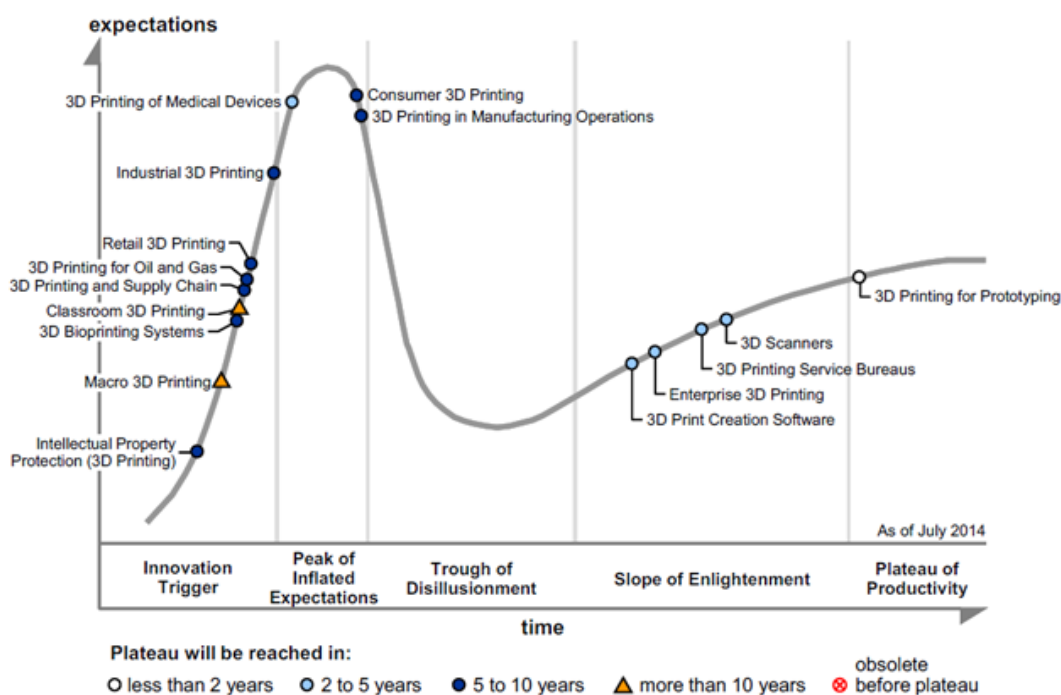 expectations
3D Printing of Medical Devices
Consumer 3D Printing
3D Printing in Manufacturing Operations
Industrial 3D Printing
Retail 3D Printing
3D Printing for Oil and Gas
3D Printing and Supply Chain
Classroom 3D Printing
3D Bioprinting Systems
Macro 3D Printing
Intellectual Property
Protection (3D Printing)
3D Printing for Prototyping
3D Scanners
3D Printing Service Bureaus
Enterprise 3D Printing
3D Print Creation Software
As of July 2014
Innovation
Trigger
Peak of
Inflated
Expectations
Trough of
Disillusionment
Slope of Enlightenment
Plateau of
Productivity
time
Plateau will be reached in:
less than 2 years
2 to 5 years
5 to 10 years
more than 10 years
obsolete
before plateau